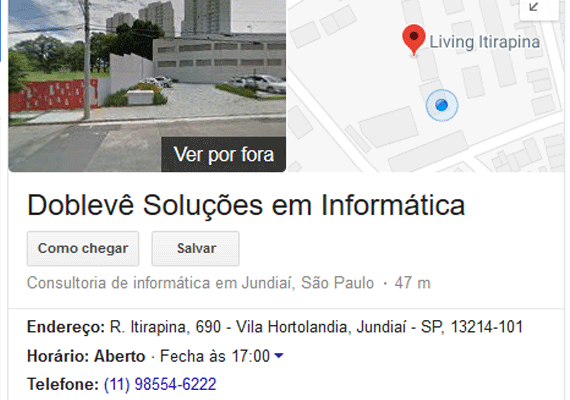 Living Itirapina
Ver por fora
Doblevê Soluções em Informática
Como chegar Salvar
Consultoria de informática em Jundiaí, São Paulo · 47 m
Endereço: R. Itirapina, 690 - Vila Hortolandia, Jundiaí - SP, 13214-101
Horário: Aberto · Fecha às 17:00
Telefone: (11) 98554-6222